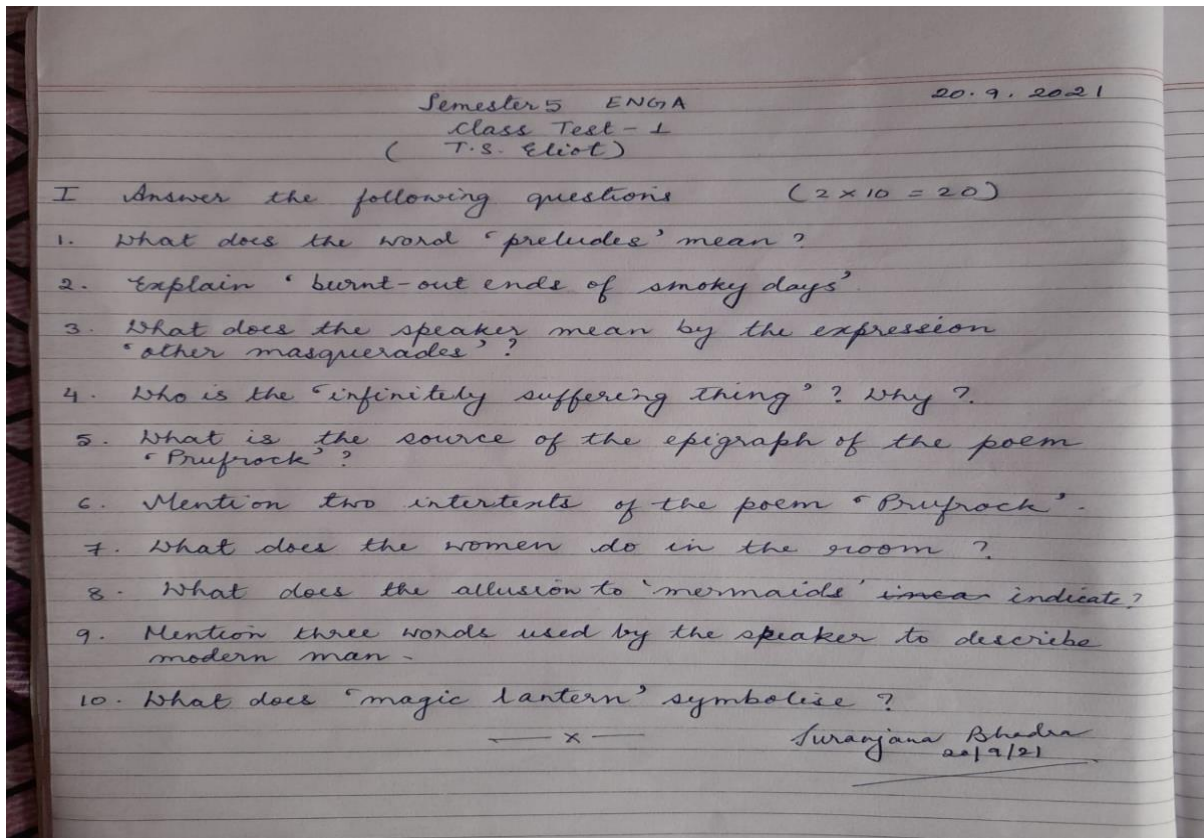 20.9.2021
Semester 5 ENGA
Class Test - 1
( T.S. Eliot)
I Answer the following questions (2 × 10 = 20)
1. What does the word 'preludes' mean ?
2. Explain 'burnt-out ends of smoky days'.
3. What does the speaker mean by the expression
'other masquerades' ?
4. Who is the 'infinitely suffering thing' ? Why ?
5. What is the source of the epigraph of the poem
'Prufrock' ?
6. Mention two intertexts of the poem 'Prufrock'.
7. What does the women do in the room ?
8. What does the allusion to 'mermaids' indicate ?
9. Mention three words used by the speaker to describe
modern man.
10. What does 'magic lantern' symbolise ?
— x —
Suranjana Bhadra
20/9/21